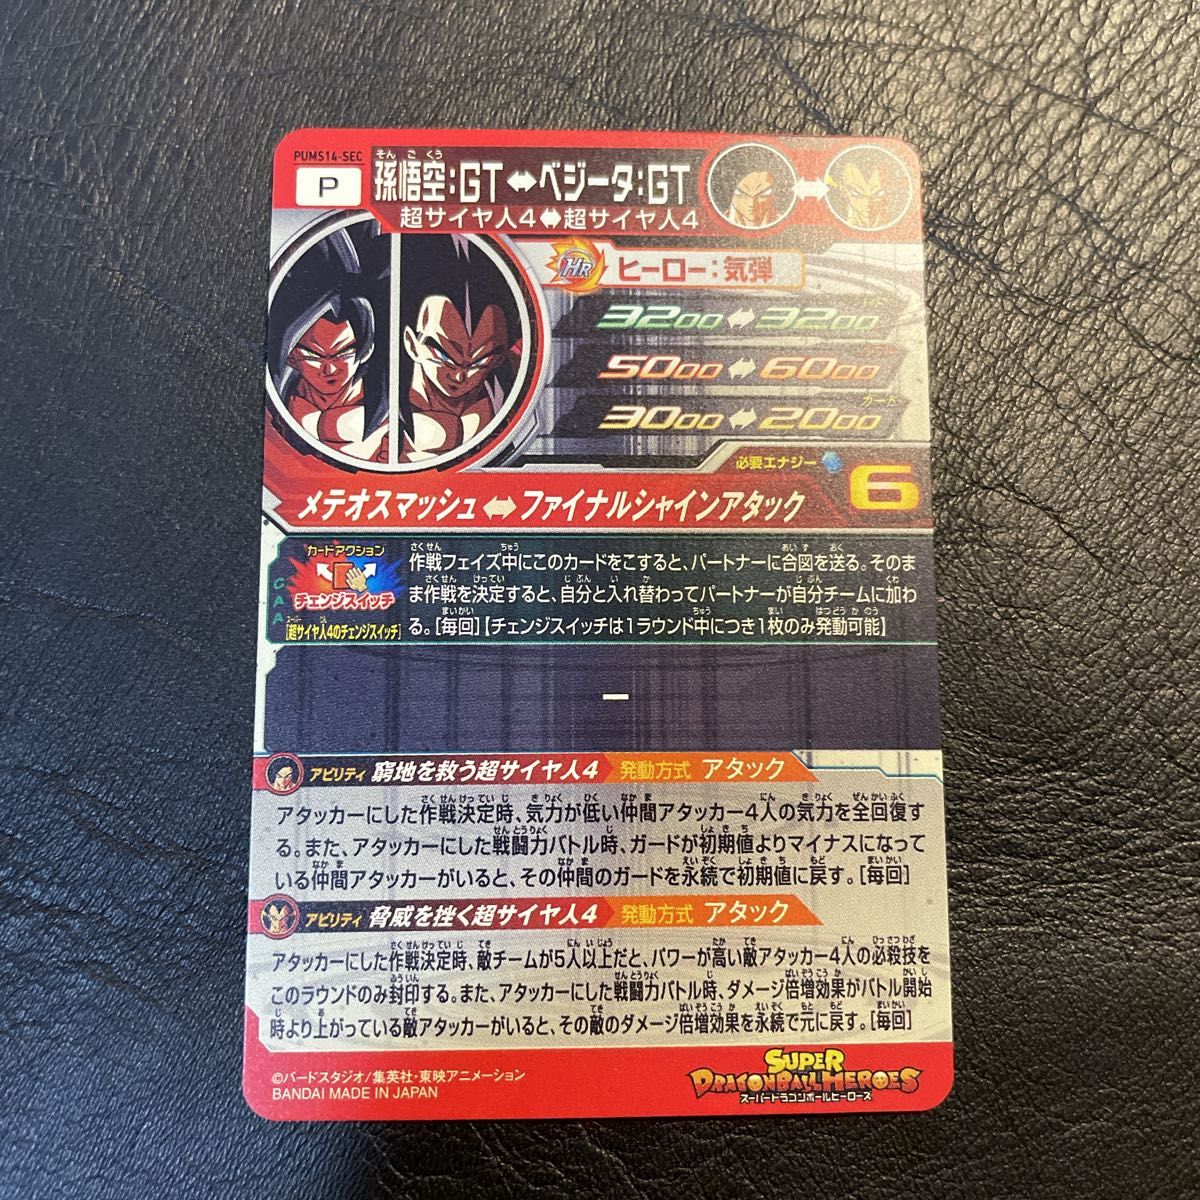 PUMS14-SEC
P
そんごくう
孫悟空:GT⇔ベジータ:GT
超サイヤ人4⇔超サイヤ人4
HR ヒーロー:気弾
3200⇔3200
5000⇔6000
カード
3000⇔2000
必要エナジー 6
メテオスマッシュ⇔ファイナルシャインアタック
CAA
カードアクション
チェンジスイッチ
[超サイヤ人4のチェンジスイッチ]
作戦フェイズ中にこのカードをこすると、パートナーに合図を送る。そのま
ま作戦を決定すると、自分と入れ替わってパートナーが自分チームに加わ
る。[毎回]【チェンジスイッチは1ラウンド中につき1枚のみ発動可能】
ー
アビリティ 窮地を救う超サイヤ人4 発動方式 アタック
アタッカーにした作戦決定時、気力が低い仲間アタッカー4人の気力を全回復す
る。また、アタッカーにした戦闘力バトル時、ガードが初期値よりマイナスになって
いる仲間アタッカーがいると、その仲間のガードを永続で初期値に戻す。[毎回]
アビリティ 脅威を挫く超サイヤ人4 発動方式 アタック
アタッカーにした作戦決定時、敵チームが5人以上だと、パワーが高い敵アタッカー4人の必殺技を
このラウンドのみ封印する。また、アタッカーにした戦闘力バトル時、ダメージ倍増効果がバトル開始
時より上がっている敵アタッカーがいると、その敵のダメージ倍増効果を永続で元に戻す。[毎回]
©バードスタジオ/集英社・東映アニメーション
BANDAI MADE IN JAPAN
SUPER
DRAGONBALL HEROES
スーパードラゴンボールヒーローズ